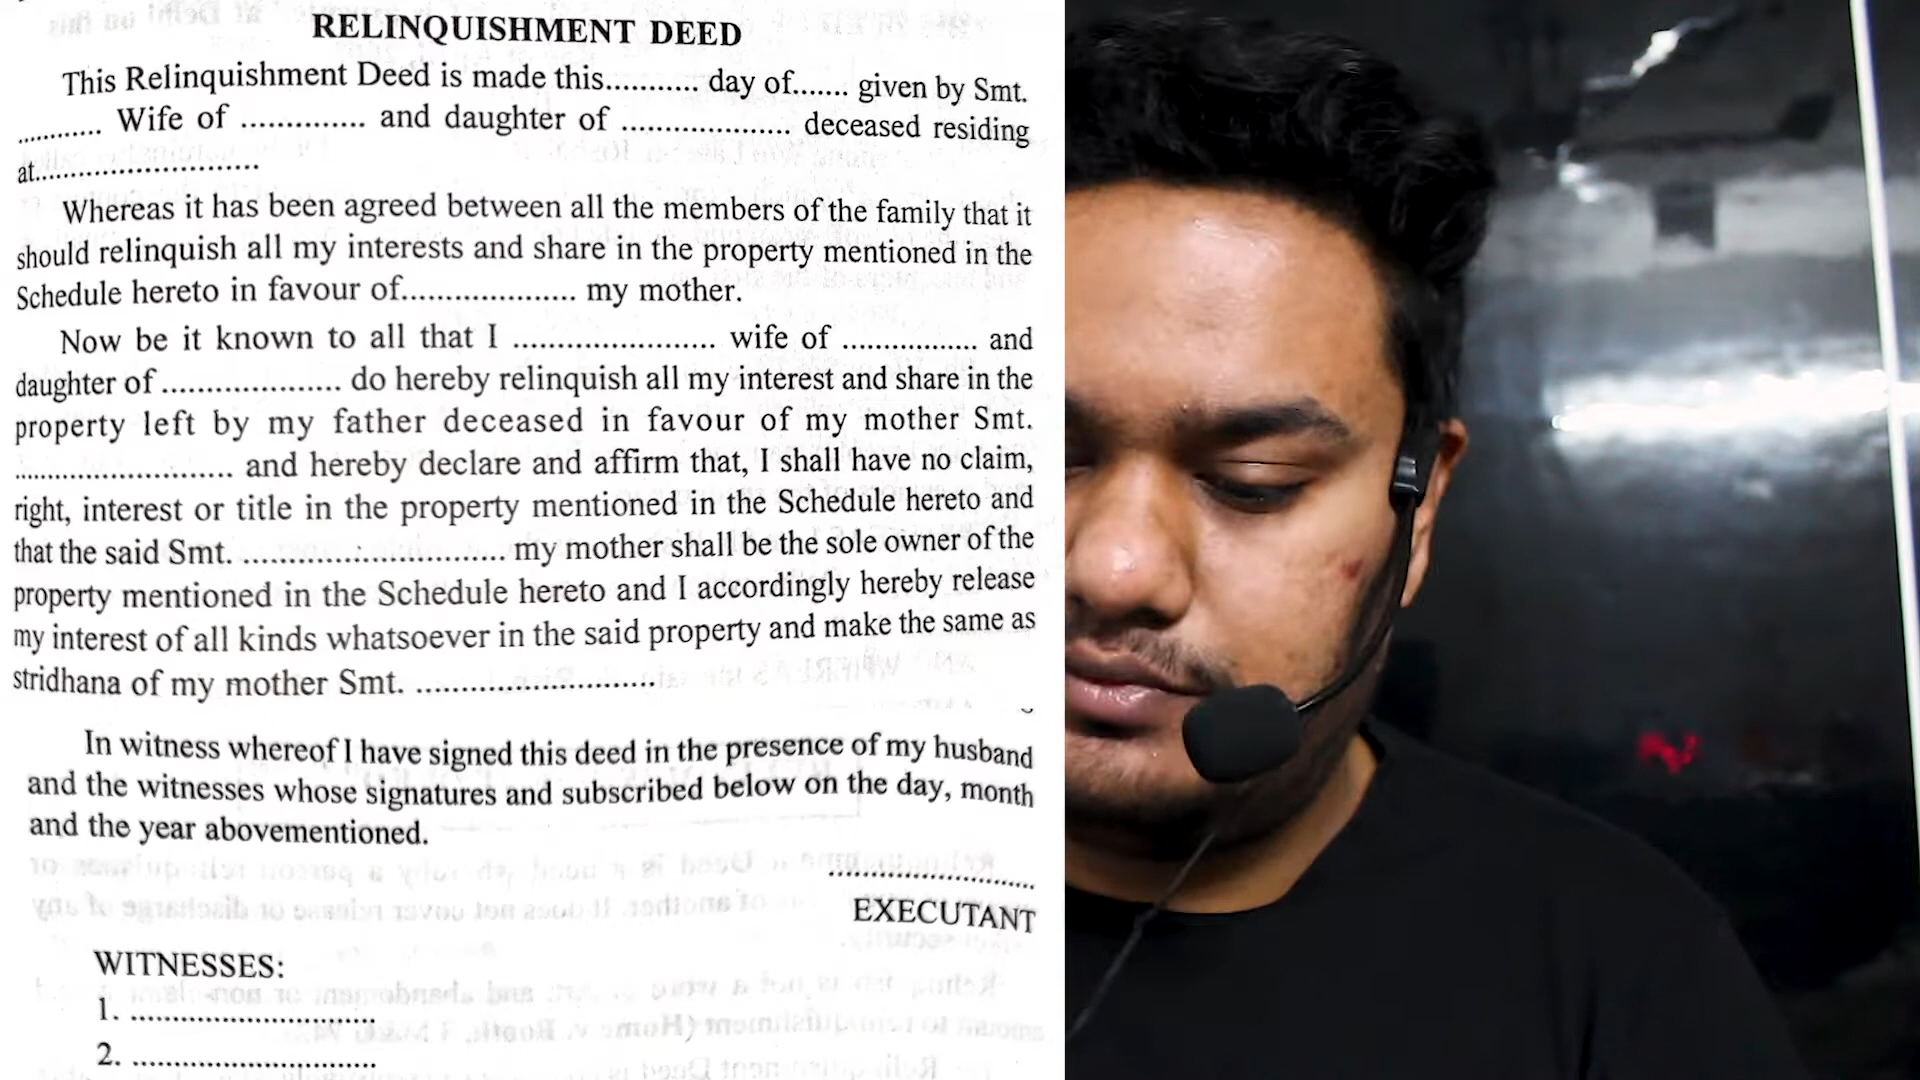 RELINQUISHMENT DEED
This Relinquishment Deed is made this........... day of....... given by Smt.
........... Wife of .............. and daughter of .................... deceased residing
at...........................
Whereas it has been agreed between all the members of the family that it
should relinquish all my interests and share in the property mentioned in the
Schedule hereto in favour of..................... my mother.
Now be it known to all that I ........................ wife of ................ and
daughter of ..................... do hereby relinquish all my interest and share in the
property left by my father deceased in favour of my mother Smt.
.......................... and hereby declare and affirm that, I shall have no claim,
right, interest or title in the property mentioned in the Schedule hereto and
that the said Smt. ............................... my mother shall be the sole owner of the
property mentioned in the Schedule hereto and I accordingly hereby release
my interest of all kinds whatsoever in the said property and make the same as
stridhana of my mother Smt. ............................
In witness whereof I have signed this deed in the presence of my husband
and the witnesses whose signatures and subscribed below on the day, month
and the year abovementioned.
........................
EXECUTANT
WITNESSES:
1. .............................
2. .............................